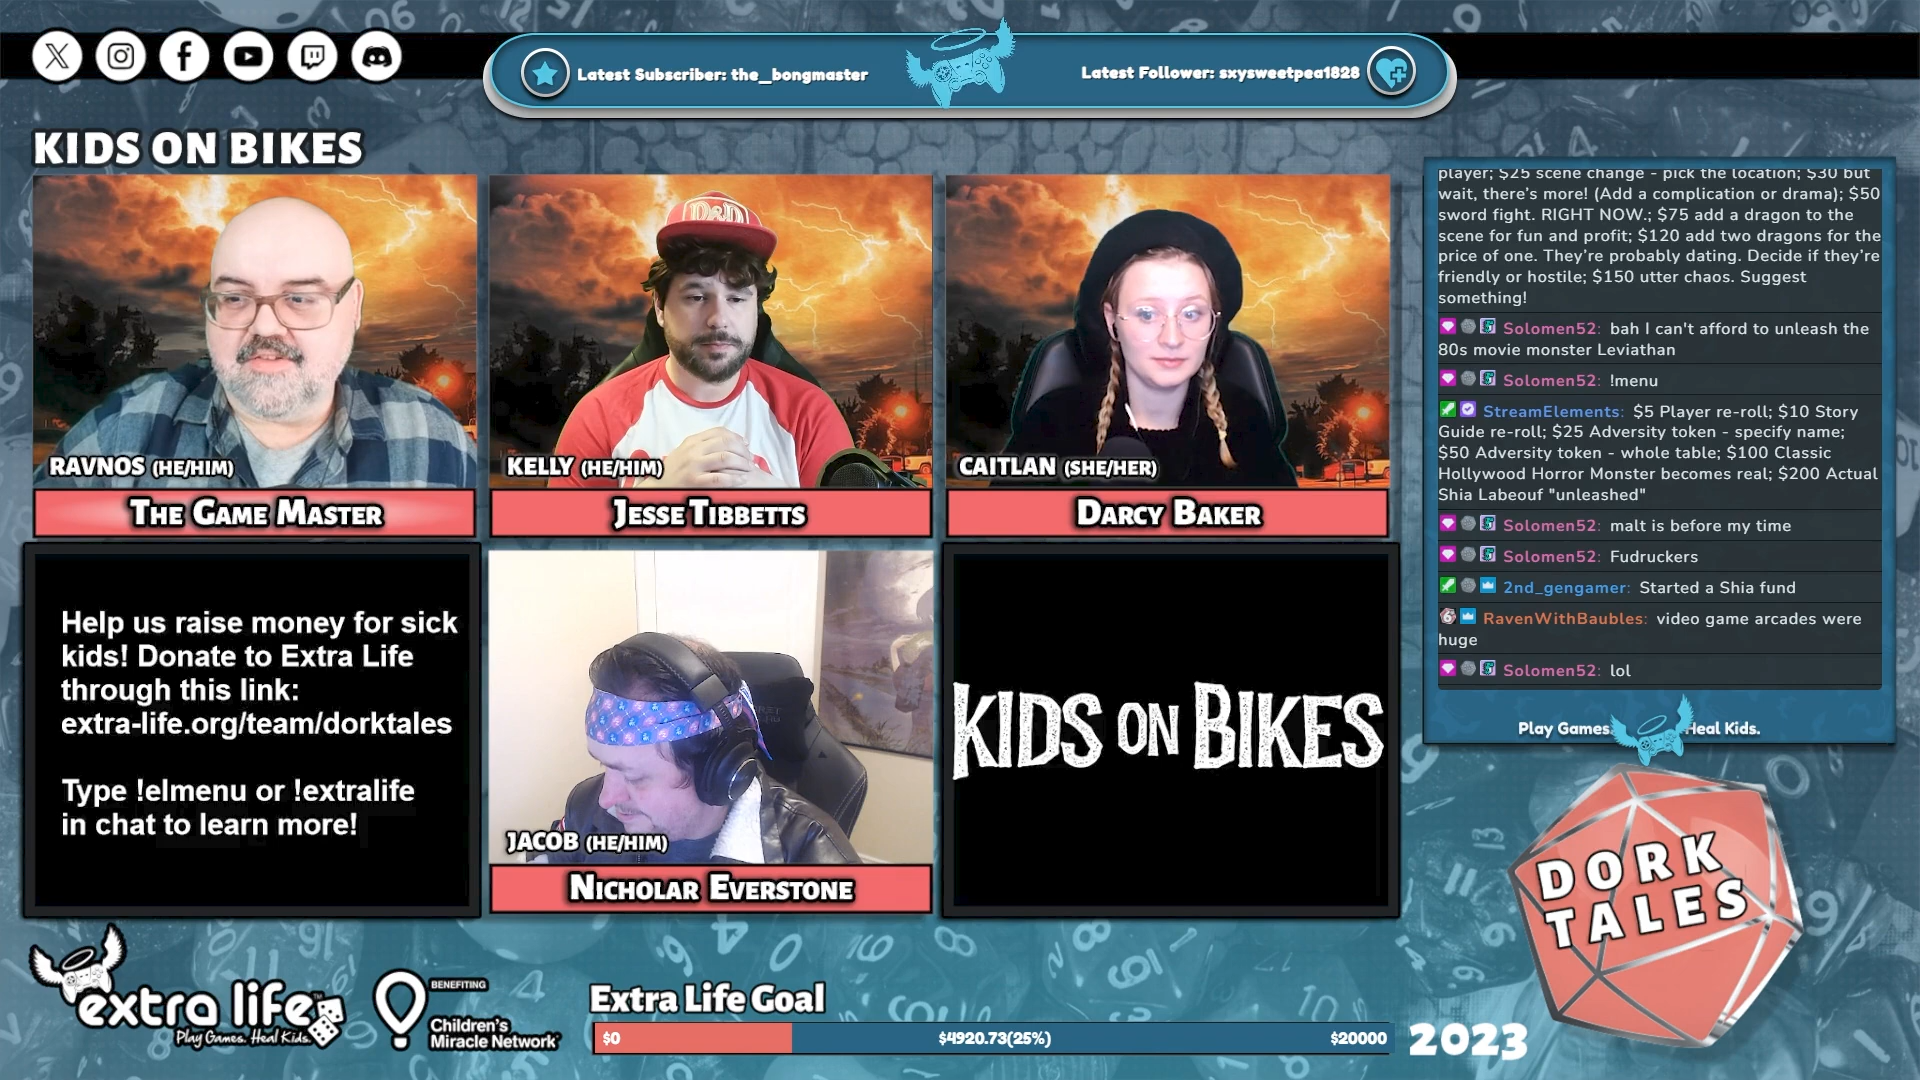 Latest Subscriber: the_bongmaster
Latest Follower: sxysweetpea1828
KIDS ON BIKES
RAVNOS (HE/HIM)
THE GAME MASTER
D&D
KELLY (HE/HIM)
JESSE TIBBETTS
CAITLAN (SHE/HER)
DARCY BAKER
Help us raise money for sick
kids! Donate to Extra Life
through this link:
extra-life.org/team/dorktales
Type !elmenu or !extralife
in chat to learn more!
JACOB (HE/HIM)
NICHOLAR EVERSTONE
KIDS ON BIKES
player; $25 scene change - pick the location; $30 but
wait, there's more! (Add a complication or drama); $50
sword fight. RIGHT NOW.; $75 add a dragon to the
scene for fun and profit; $120 add two dragons for the
price of one. They're probably dating. Decide if they're
friendly or hostile; $150 utter chaos. Suggest
something!
Solomen52: bah I can't afford to unleash the
80s movie monster Leviathan
Solomen52: !menu
StreamElements: $5 Player re-roll; $10 Story
Guide re-roll; $25 Adversity token - specify name;
$50 Adversity token - whole table; $100 Classic
Hollywood Horror Monster becomes real; $200 Actual
Shia Labeouf "unleashed"
Solomen52: malt is before my time
Solomen52: Fudruckers
2nd_gengamer: Started a Shia fund
RavenWithBaubles: video game arcades were
huge
Solomen52: lol
Play Games. Heal Kids.
DORK
TALES
extra life
Play Games. Heal Kids.
BENEFITING
Children's
Miracle Network
Extra Life Goal
$0
$4920.73(25%)
$20000
2023